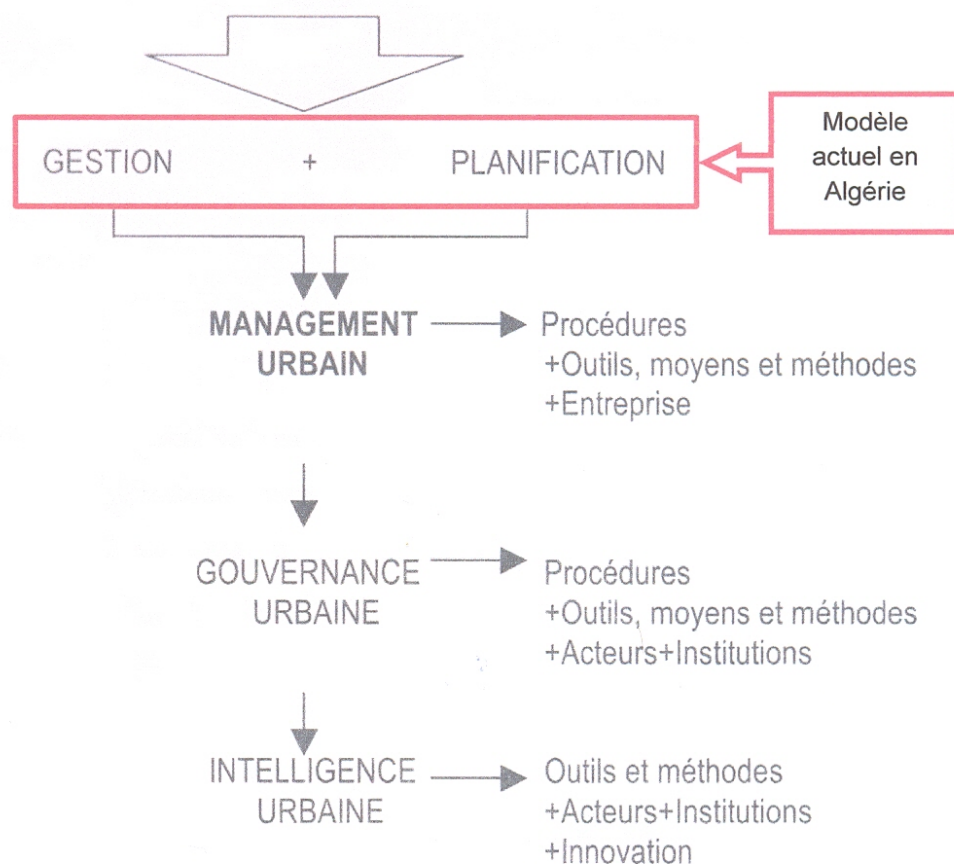 GESTION + PLANIFICATION
Modèle
actuel en
Algérie
MANAGEMENT
URBAIN
Procédures
+Outils, moyens et méthodes
+Entreprise
GOUVERNANCE
URBAINE
Procédures
+Outils, moyens et méthodes
+Acteurs+Institutions
INTELLIGENCE
URBAINE
Outils et méthodes
+Acteurs+Institutions
+Innovation